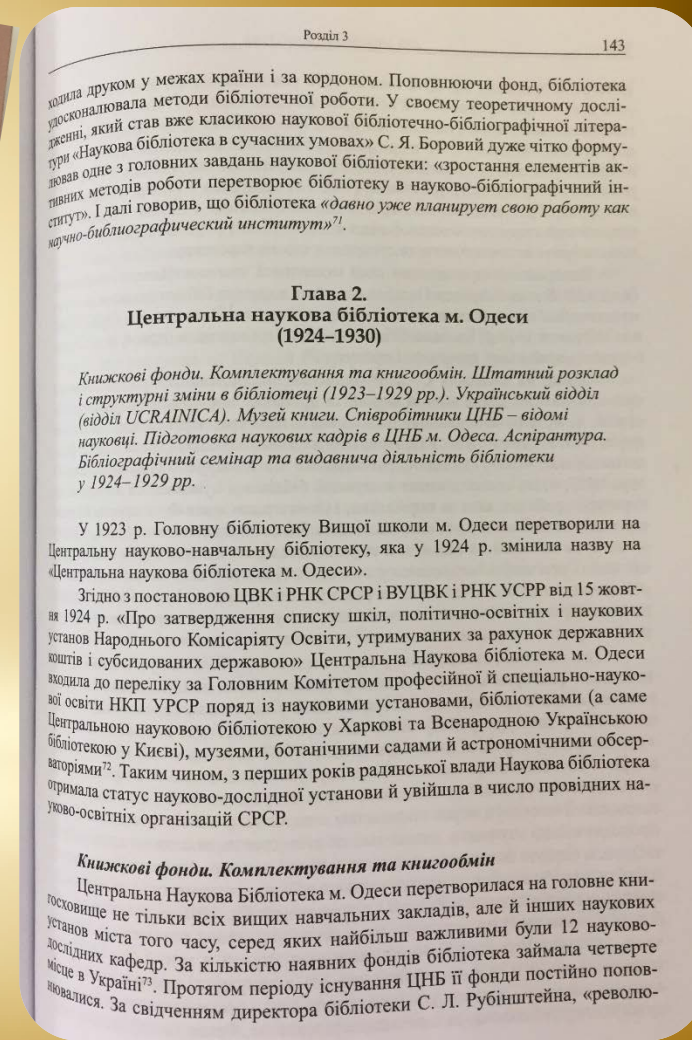 Розділ 3
143
ходила друком у межах країни і за кордоном. Поповнюючи фонд, бібліотека
удосконалювала методи бібліотечної роботи. У своєму теоретичному дослі-
дженні, який став вже класикою наукової бібліотечно-бібліографічної літера-
тури «Наукова бібліотека в сучасних умовах» С. Я. Боровий дуже чітко форму-
лював одне з головних завдань наукової бібліотеки: «зростання елементів ак-
тивних методів роботи перетворює бібліотеку в науково-бібліографічний ін-
ститут». І далі говорив, що бібліотека «давно уже планирует свою работу как
научно-библиографический институт»⁷¹.
Глава 2.
Центральна наукова бібліотека м. Одеси
(1924–1930)
Книжкові фонди. Комплектування та книгообмін. Штатний розклад
і структурні зміни в бібліотеці (1923–1929 рр.). Український відділ
(відділ UCRAINICA). Музей книги. Співробітники ЦНБ – відомі
науковці. Підготовка наукових кадрів в ЦНБ м. Одеса. Аспірантура.
Бібліографічний семінар та видавнича діяльність бібліотеки
у 1924–1929 рр.
У 1923 р. Головну бібліотеку Вищої школи м. Одеси перетворили на
Центральну науково-навчальну бібліотеку, яка у 1924 р. змінила назву на
«Центральна наукова бібліотека м. Одеси».
Згідно з постановою ЦВК і РНК СРСР і ВУЦВК і РНК УСРР від 15 жовт-
ня 1924 р. «Про затвердження списку шкіл, політично-освітніх і наукових
установ Народнього Комісаріяту Освіти, утримуваних за рахунок державних
коштів і субсидованих державою» Центральна Наукова бібліотека м. Одеси
входила до переліку за Головним Комітетом професійної й спеціально-науко-
вої освіти НКП УРСР поряд із науковими установами, бібліотеками (а саме
Центральною науковою бібліотекою у Харкові та Всенародною Українською
бібліотекою у Києві), музеями, ботанічними садами й астрономічними обсер-
ваторіями⁷². Таким чином, з перших років радянської влади Наукова бібліотека
отримала статус науково-дослідної установи й увійшла в число провідних на-
уково-освітніх організацій СРСР.
Книжкові фонди. Комплектування та книгообмін
Центральна Наукова Бібліотека м. Одеси перетворилася на головне кни-
госховище не тільки всіх вищих навчальних закладів, але й інших наукових
установ міста того часу, серед яких найбільш важливими були 12 науково-
дослідних кафедр. За кількістю наявних фондів бібліотека займала четверте
місце в Україні⁷³. Протягом періоду існування ЦНБ її фонди постійно попов-
нювалися. За свідченням директора бібліотеки С. Л. Рубінштейна, «револю-